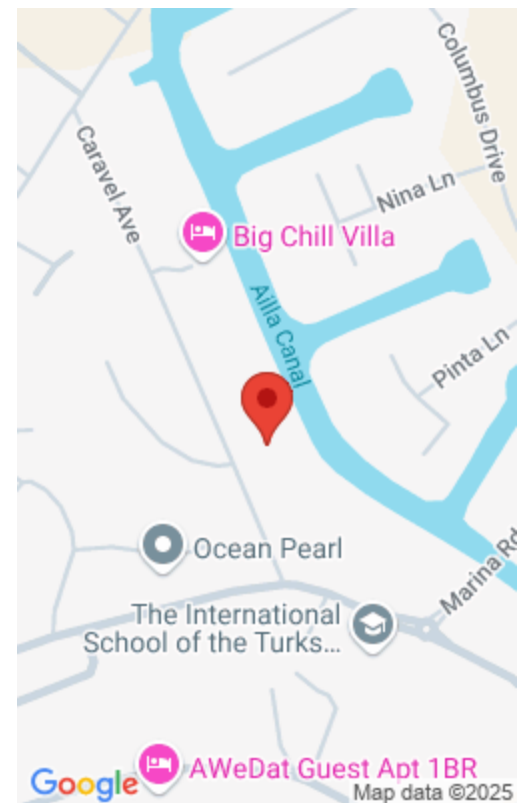 Columbus Drive
Caravel Ave
Nina Ln
Big Chill Villa
Ailla Canal
Pinta Ln
Ocean Pearl
Marina Rd
The International
School of the Turks...
AWeDat Guest Apt 1BR
Google
Map data ©2025